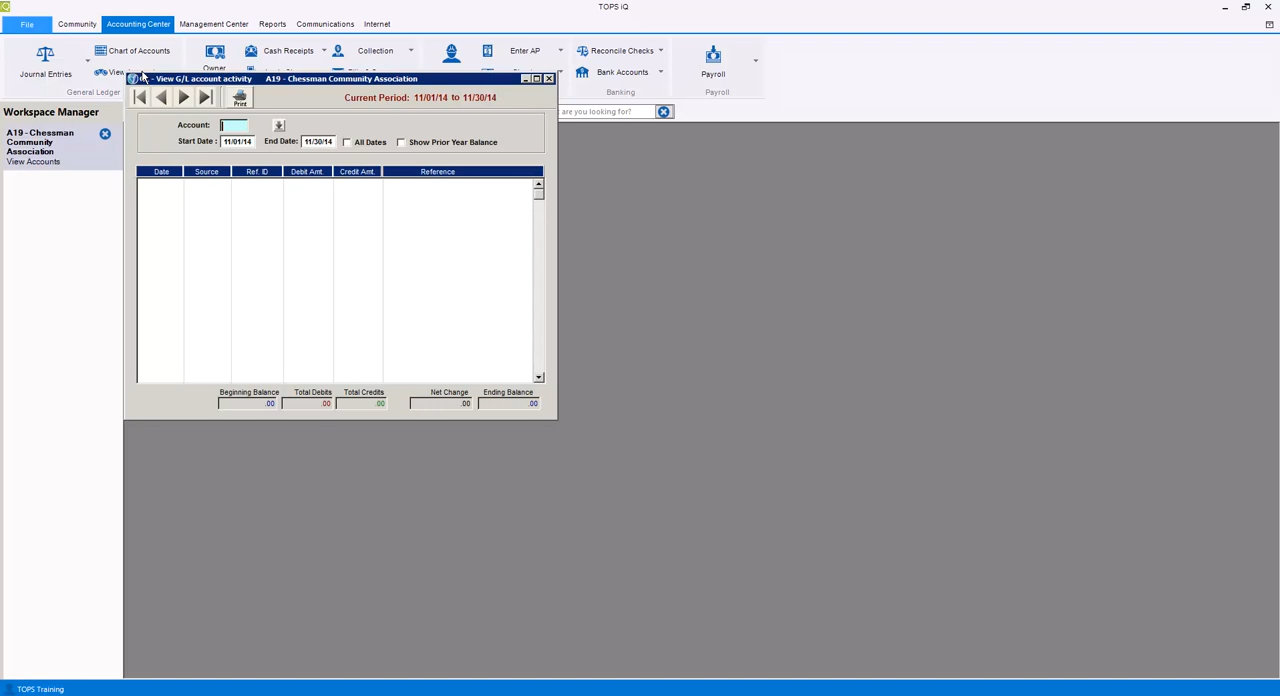 TOPS iQ
File Community Accounting Center Management Center Reports Communications Internet
Journal Entries
Chart of Accounts
View
General Ledger
Owner
Cash Receipts
Collection
Enter AP
Reconcile Checks
Bank Accounts
Banking
Payroll
Payroll
Workspace Manager
are you looking for?
A19 - Chessman
Community
Association
View Accounts
- View G/L account activity A19 - Chessman Community Association
Print
Current Period: 11/01/14 to 11/30/14
Account:
Start Date : 11/01/14 End Date: 11/30/14 All Dates Show Prior Year Balance
Date Source Ref. ID Debit Amt. Credit Amt. Reference
Beginning Balance Total Debits Total Credits Net Change Ending Balance
.00 .00 .00 .00 .00
TOPS Training